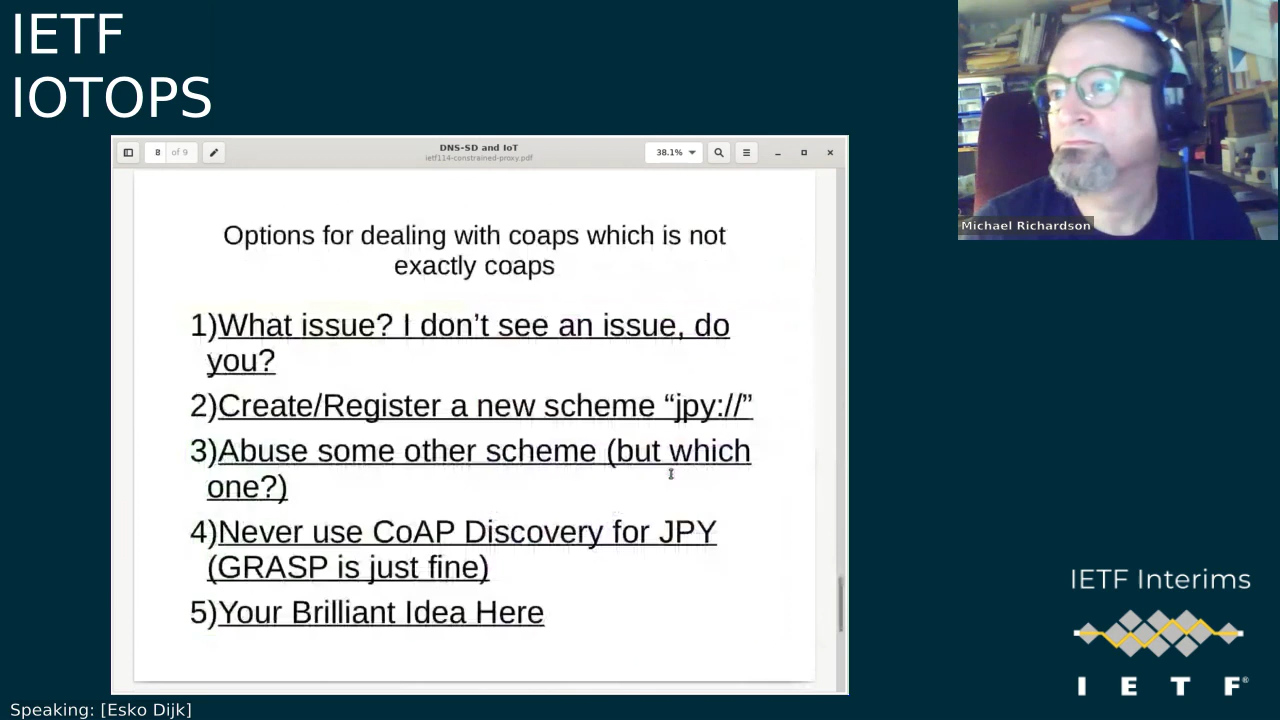 IETF
IOTOPS
8 of 9
DNS-SD and IoT
ietf114-constrained-proxy.pdf
38.1%
Options for dealing with coaps which is not
exactly coaps
1)What issue? I don’t see an issue, do
you?
2)Create/Register a new scheme “jpy://”
3)Abuse some other scheme (but which
one?)
4)Never use CoAP Discovery for JPY
(GRASP is just fine)
5)Your Brilliant Idea Here
Michael Richardson
IETF Interims
I E T F®
Speaking: [Esko Dijk]